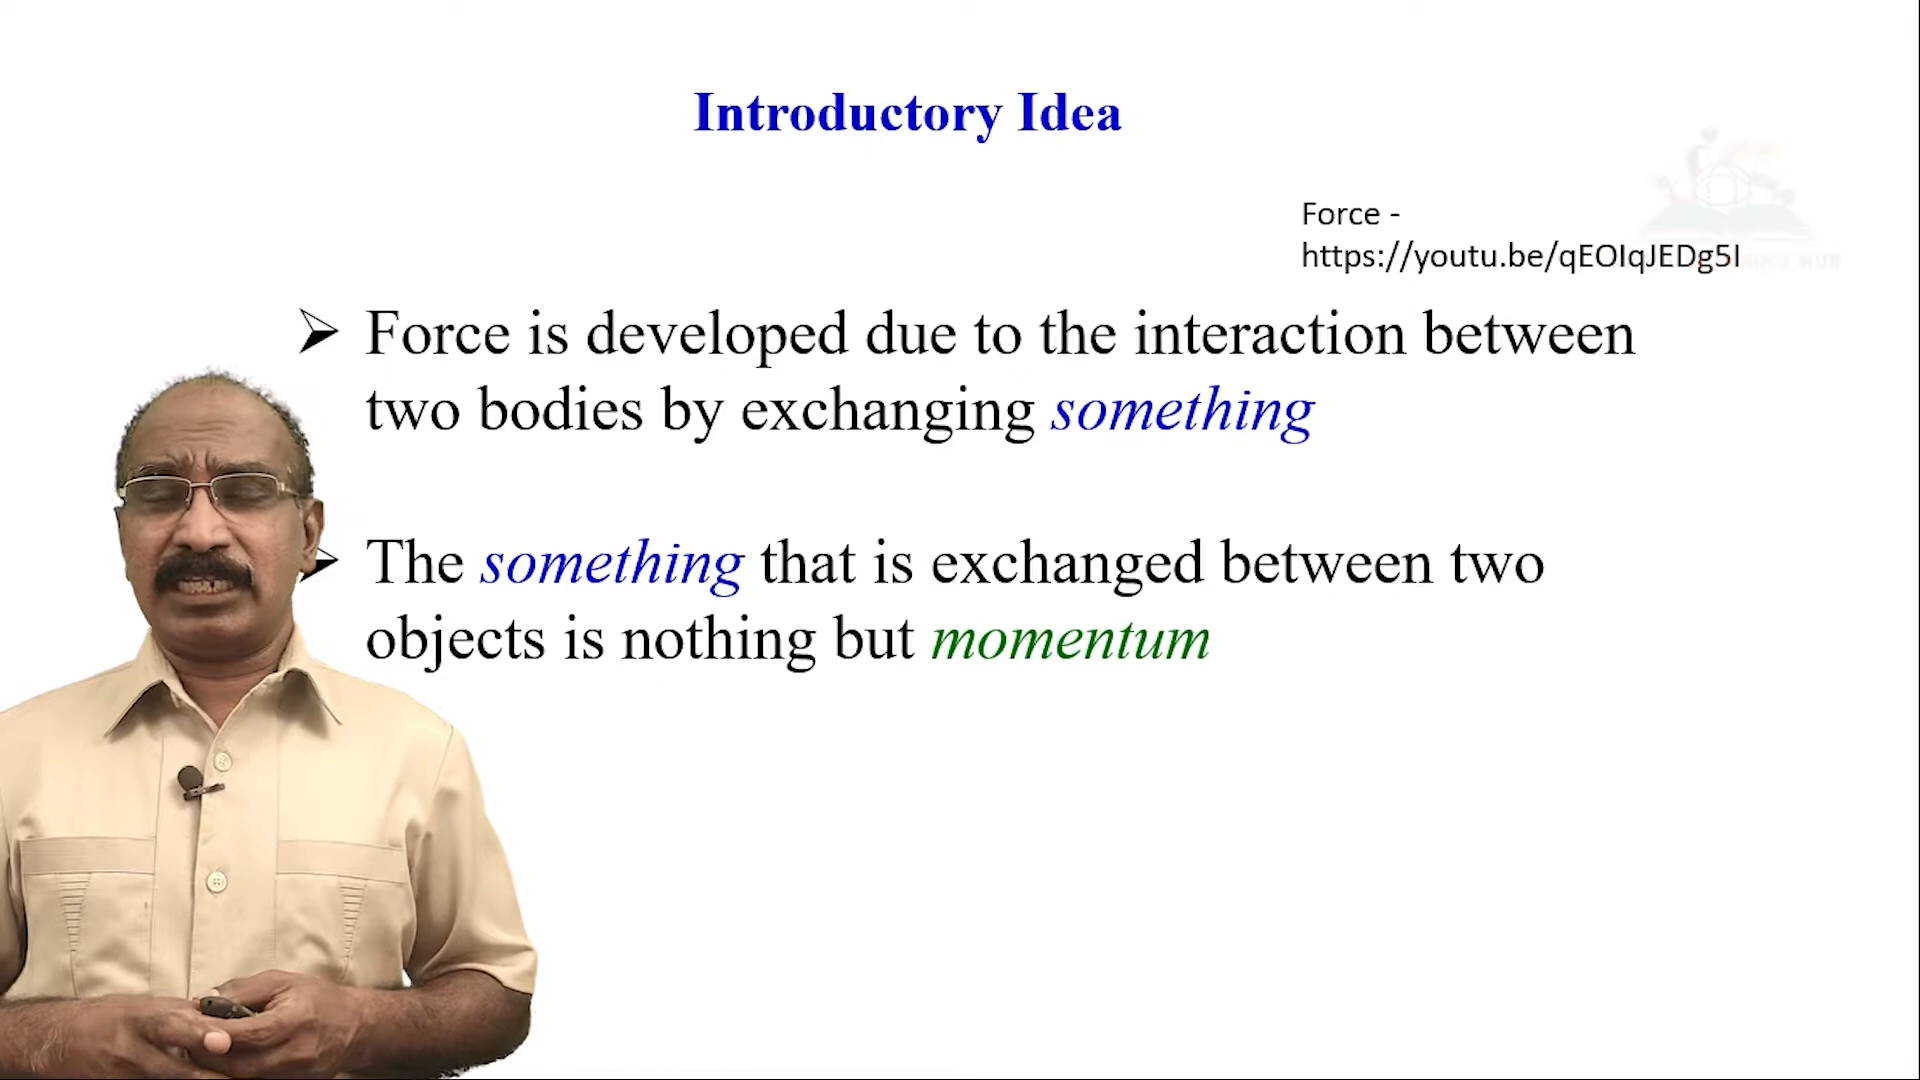 Introductory Idea
Force -
https://youtu.be/qEOIqJEDg5I
➢ Force is developed due to the interaction between
two bodies by exchanging something
➢ The something that is exchanged between two
objects is nothing but momentum